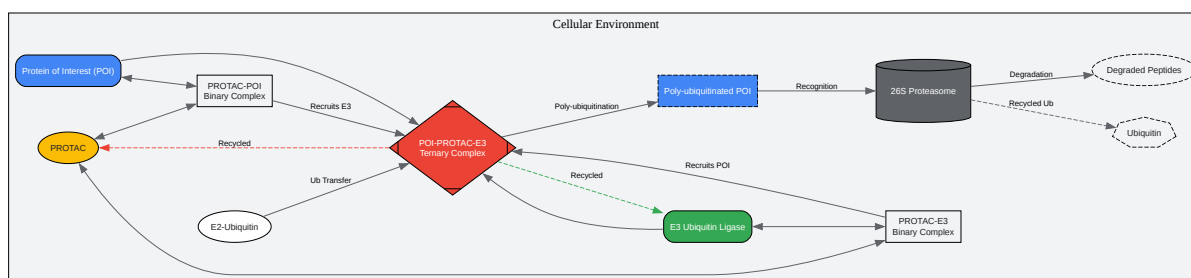 Cellular Environment
Protein of Interest (POI)
PROTAC-POI
Binary Complex
Recruits E3
PROTAC
Recycled
POI-PROTAC-E3
Ternary Complex
Ub Transfer
E2-Ubiquitin
Poly-ubiquitination
Poly-ubiquitinated POI
Recognition
26S Proteasome
Degradation
Degraded Peptides
Recycled Ub
Ubiquitin
Recruits POI
Recycled
E3 Ubiquitin Ligase
PROTAC-E3
Binary Complex